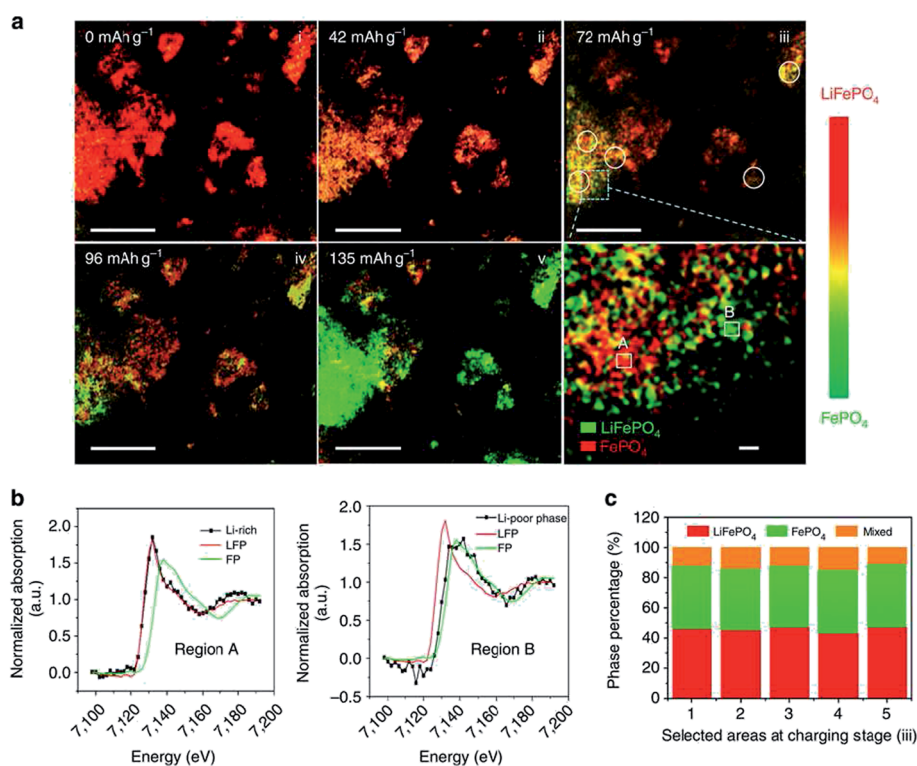 a
0 mAh g⁻¹ i
42 mAh g⁻¹ ii
72 mAh g⁻¹ iii
LiFePO₄
96 mAh g⁻¹ iv
135 mAh g⁻¹ v
A
B
LiFePO₄
FePO₄
FePO₄
b
Normalized absorption
(a.u.)
2.0
1.5
1.0
0.5
0.0
Li-rich
LFP
FP
Region A
7,100 7,120 7,140 7,160 7,180 7,200
Energy (eV)
Normalized absorption
(a.u.)
2.0
1.5
1.0
0.5
0.0
–0.5
Li-poor phase
LFP
FP
Region B
7,100 7,120 7,140 7,160 7,180 7,200
Energy (eV)
c
Phase percentage (%)
120
100
80
60
40
20
0
LiFePO₄ FePO₄ Mixed
1 2 3 4 5
Selected areas at charging stage (iii)